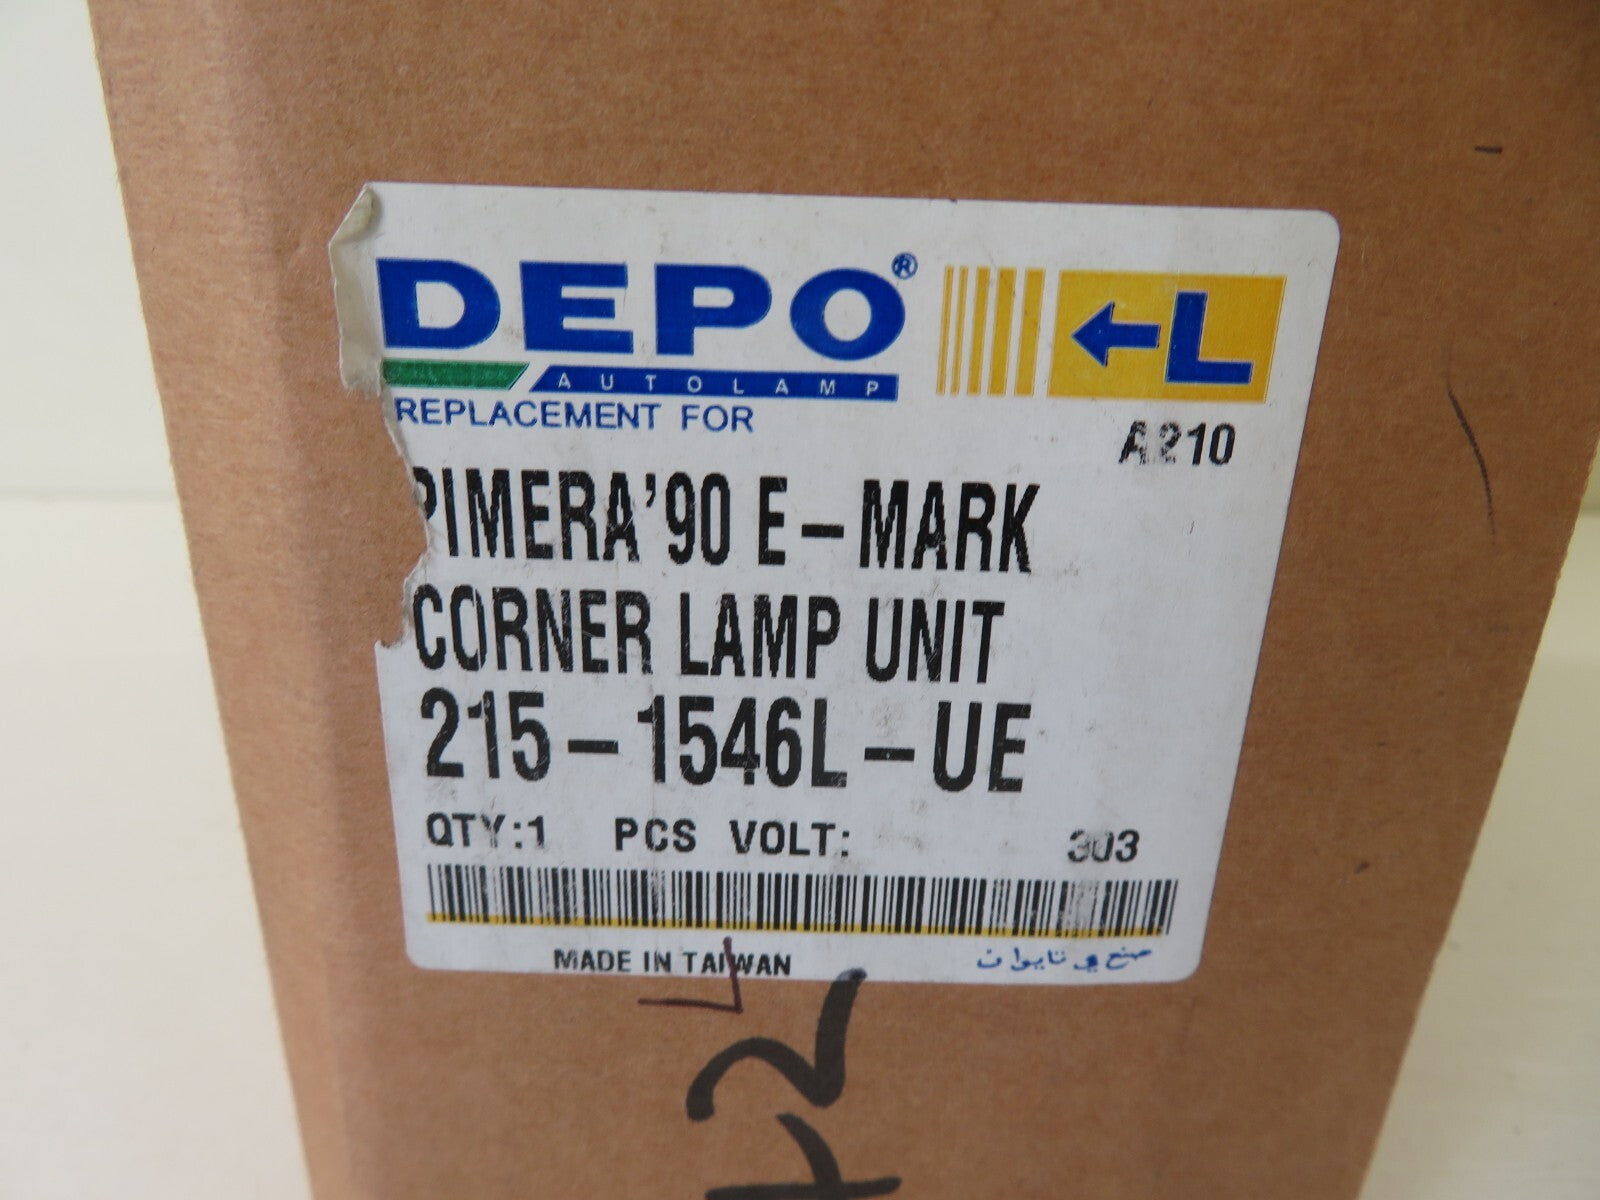 DEPO®
L
AUTOLAMP
REPLACEMENT FOR
A210
PIMERA'90 E-MARK
CORNER LAMP UNIT
215-1546L-UE
QTY:1 PCS VOLT: 303
MADE IN TAIWAN صنع في تايوان
L